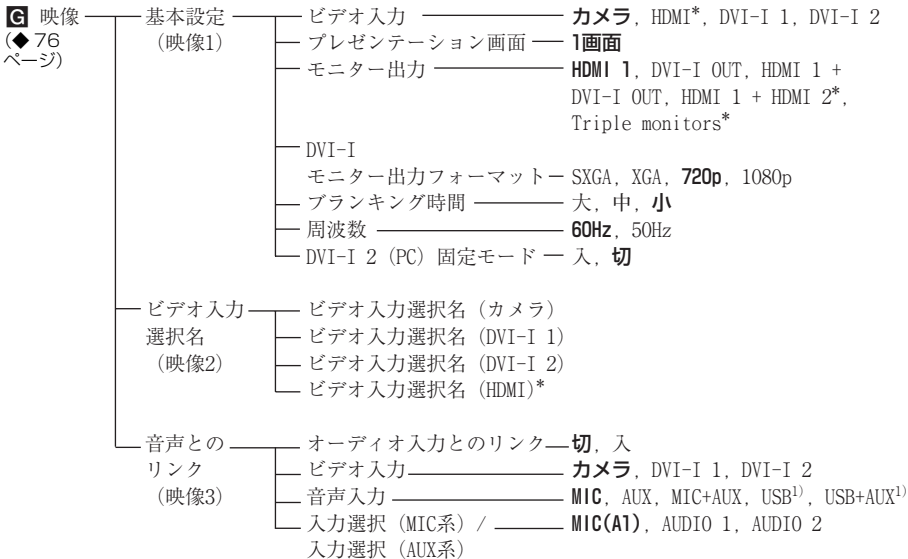 G 映像 基本設定 ビデオ入力 カメラ, HDMI*, DVI-I 1, DVI-I 2
(◆ 76 (映像1) プレゼンテーション画面 1画面
ページ) モニター出力 HDMI 1, DVI-I OUT, HDMI 1 +
DVI-I OUT, HDMI 1 + HDMI 2*,
Triple monitors*
DVI-I
モニター出力フォーマット SXGA, XGA, 720p, 1080p
ブランキング時間 大, 中, 小
周波数 60Hz, 50Hz
DVI-I 2 (PC) 固定モード 入, 切
ビデオ入力 ビデオ入力選択名 (カメラ)
選択名 ビデオ入力選択名 (DVI-I 1)
(映像2) ビデオ入力選択名 (DVI-I 2)
ビデオ入力選択名 (HDMI)*
音声との オーディオ入力とのリンク 切, 入
リンク ビデオ入力 カメラ, DVI-I 1, DVI-I 2
(映像3) 音声入力 MIC, AUX, MIC+AUX, USB1), USB+AUX1)
入力選択 (MIC系) / MIC(A1), AUDIO 1, AUDIO 2
入力選択 (AUX系)